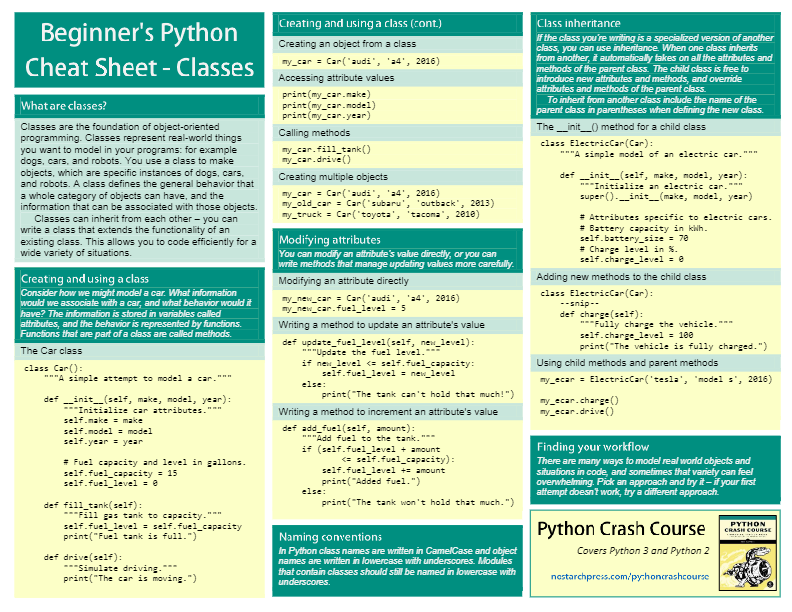 Beginner's Python
Cheat Sheet - Classes
What are classes?
Classes are the foundation of object-oriented
programming. Classes represent real-world things
you want to model in your programs: for example
dogs, cars, and robots. You use a class to make
objects, which are specific instances of dogs, cars,
and robots. A class defines the general behavior that
a whole category of objects can have, and the
information that can be associated with those objects.
Classes can inherit from each other – you can
write a class that extends the functionality of an
existing class. This allows you to code efficiently for a
wide variety of situations.
Creating and using a class
Consider how we might model a car. What information
would we associate with a car, and what behavior would it
have? The information is stored in variables called
attributes, and the behavior is represented by functions.
Functions that are part of a class are called methods.
The Car class
class Car():
"""A simple attempt to model a car."""
def __init__(self, make, model, year):
"""Initialize car attributes."""
self.make = make
self.model = model
self.year = year
# Fuel capacity and level in gallons.
self.fuel_capacity = 15
self.fuel_level = 0
def fill_tank(self):
"""Fill gas tank to capacity."""
self.fuel_level = self.fuel_capacity
print("Fuel tank is full.")
def drive(self):
"""Simulate driving."""
print("The car is moving.")
Creating and using a class (cont.)
Creating an object from a class
my_car = Car('audi', 'a4', 2016)
Accessing attribute values
print(my_car.make)
print(my_car.model)
print(my_car.year)
Calling methods
my_car.fill_tank()
my_car.drive()
Creating multiple objects
my_car = Car('audi', 'a4', 2016)
my_old_car = Car('subaru', 'outback', 2013)
my_truck = Car('toyota', 'tacoma', 2010)
Modifying attributes
You can modify an attribute's value directly, or you can
write methods that manage updating values more carefully.
Modifying an attribute directly
my_new_car = Car('audi', 'a4', 2016)
my_new_car.fuel_level = 5
Writing a method to update an attribute's value
def update_fuel_level(self, new_level):
"""Update the fuel level."""
if new_level <= self.fuel_capacity:
self.fuel_level = new_level
else:
print("The tank can't hold that much!")
Writing a method to increment an attribute's value
def add_fuel(self, amount):
"""Add fuel to the tank."""
if (self.fuel_level + amount
<= self.fuel_capacity):
self.fuel_level += amount
print("Added fuel.")
else:
print("The tank won't hold that much.")
Naming conventions
In Python class names are written in CamelCase and object
names are written in lowercase with underscores. Modules
that contain classes should still be named in lowercase with
underscores.
Class inheritance
If the class you're writing is a specialized version of another
class, you can use inheritance. When one class inherits
from another, it automatically takes on all the attributes and
methods of the parent class. The child class is free to
introduce new attributes and methods, and override
attributes and methods of the parent class.
To inherit from another class include the name of the
parent class in parentheses when defining the new class.
The __init__() method for a child class
class ElectricCar(Car):
"""A simple model of an electric car."""
def __init__(self, make, model, year):
"""Initialize an electric car."""
super().__init__(make, model, year)
# Attributes specific to electric cars.
# Battery capacity in kWh.
self.battery_size = 70
# Charge level in %.
self.charge_level = 0
Adding new methods to the child class
class ElectricCar(Car):
--snip--
def charge(self):
"""Fully charge the vehicle."""
self.charge_level = 100
print("The vehicle is fully charged.")
Using child methods and parent methods
my_ecar = ElectricCar('tesla', 'model s', 2016)
my_ecar.charge()
my_ecar.drive()
Finding your workflow
There are many ways to model real world objects and
situations in code, and sometimes that variety can feel
overwhelming. Pick an approach and try it – if your first
attempt doesn't work, try a different approach.
Python Crash Course
Covers Python 3 and Python 2
nostarchpress.com/pythoncrashcourse
PYTHON
CRASH COURSE